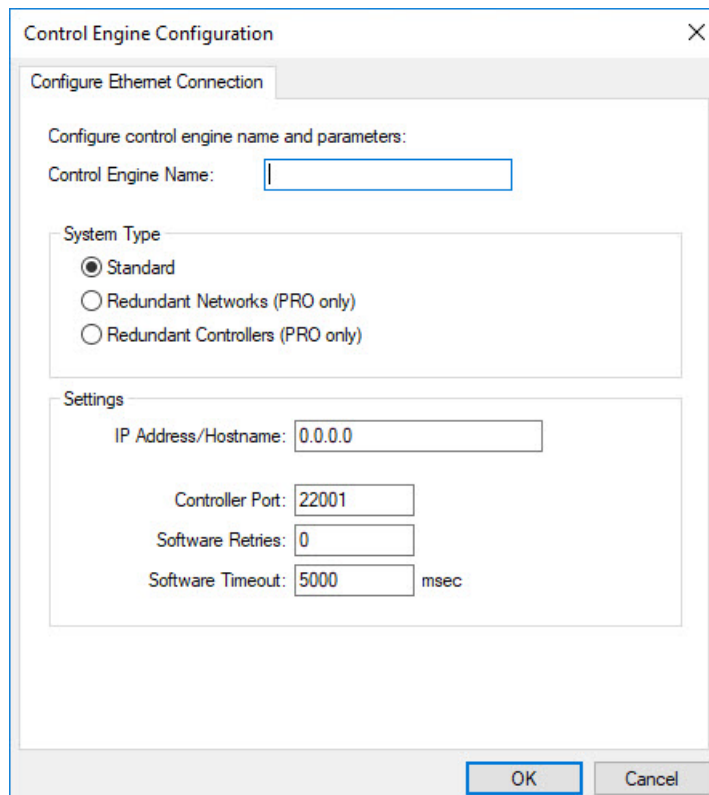 Control Engine Configuration
Configure Ethernet Connection
Configure control engine name and parameters:
Control Engine Name:
System Type
Standard
Redundant Networks (PRO only)
Redundant Controllers (PRO only)
Settings
IP Address/Hostname: 0.0.0.0
Controller Port: 22001
Software Retries: 0
Software Timeout: 5000 msec
OK Cancel